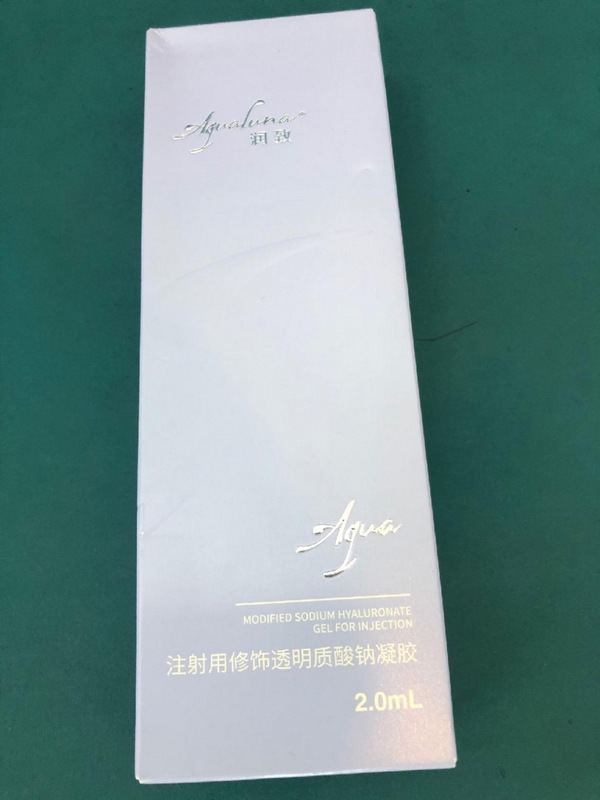 Aqualuna
润致
Aqua
MODIFIED SODIUM HYALURONATE
GEL FOR INJECTION
注射用修饰透明质酸钠凝胶
2.0mL